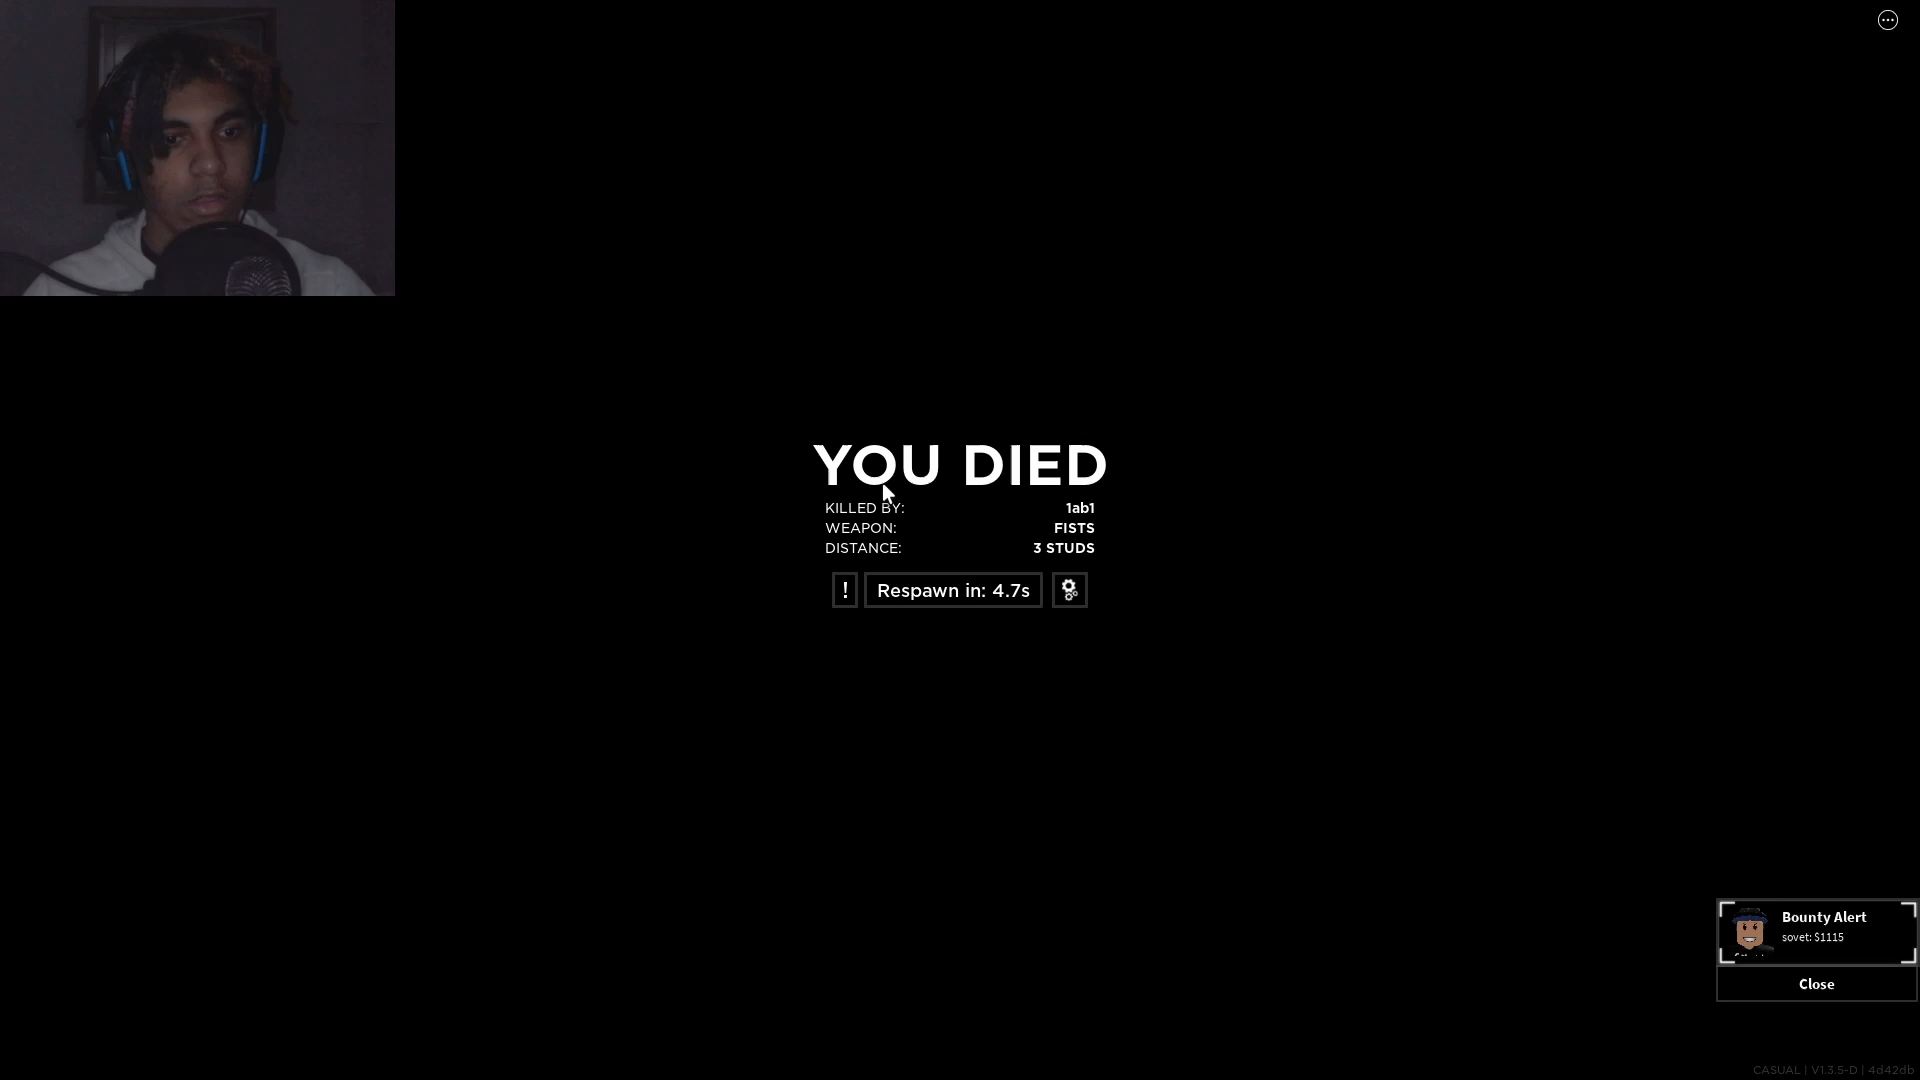 YOU DIED
KILLED BY: 1ab1
WEAPON: FISTS
DISTANCE: 3 STUDS
! Respawn in: 4.7s
Bounty Alert
sovet: $1115
Close
CASUAL | V1.3.5-D | 4d42db